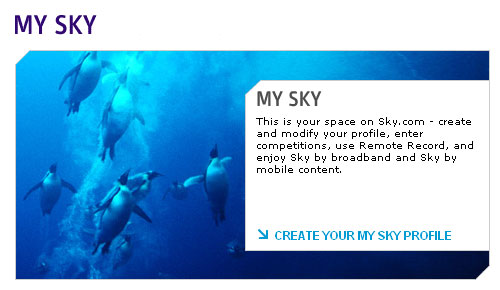 MY SKY
MY SKY
This is your space on Sky.com - create
and modify your profile, enter
competitions, use Remote Record, and
enjoy Sky by broadband and Sky by
mobile content.
CREATE YOUR MY SKY PROFILE